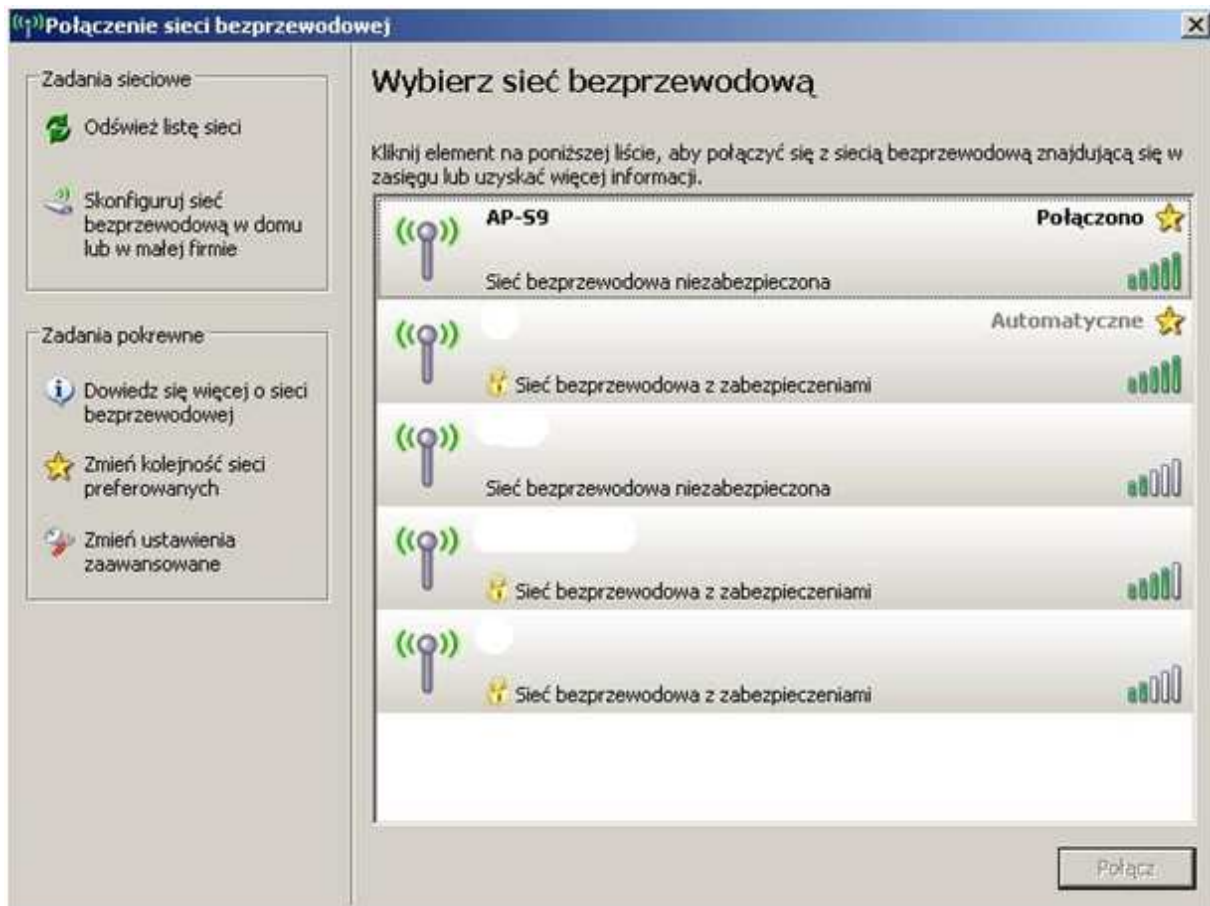 Połączenie sieci bezprzewodowej
Zadania sieciowe
Odśwież listę sieci
Skonfiguruj sieć
bezprzewodową w domu
lub w małej firmie
Zadania pokrewne
Dowiedz się więcej o sieci
bezprzewodowej
Zmień kolejność sieci
preferowanych
Zmień ustawienia
zaawansowane
Wybierz sieć bezprzewodową
Kliknij element na poniższej liście, aby połączyć się z siecią bezprzewodową znajdującą się w
zasięgu lub uzyskać więcej informacji.
AP-S9 Połączono
Sieć bezprzewodowa niezabezpieczona
Automatyczne
Sieć bezprzewodowa z zabezpieczeniami
Sieć bezprzewodowa niezabezpieczona
Sieć bezprzewodowa z zabezpieczeniami
Sieć bezprzewodowa z zabezpieczeniami
Połącz